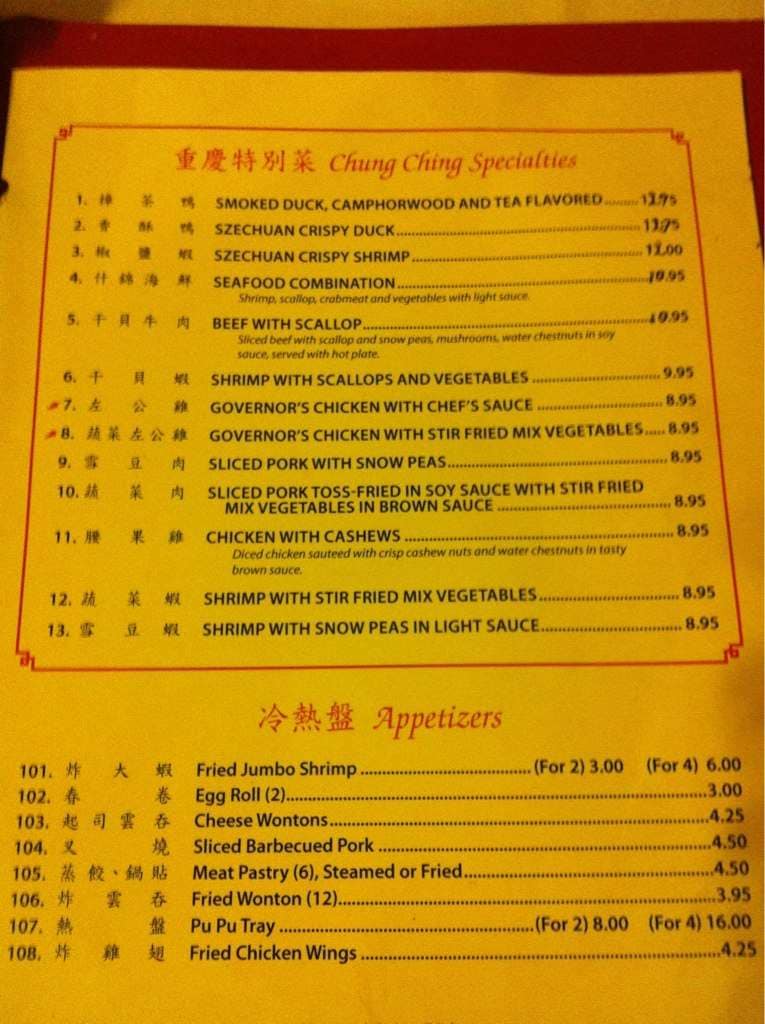 重慶特別菜 Chung Ching Specialties
1. 樟 茶 鴨 SMOKED DUCK, CAMPHORWOOD AND TEA FLAVORED
2. 香 酥 鴨 SZECHUAN CRISPY DUCK
3. 椒 鹽 蝦 SZECHUAN CRISPY SHRIMP
4. 什 錦 海 鮮 SEAFOOD COMBINATION
Shrimp, scallop, crabmeat and vegetables with light sauce.
5. 干 貝 牛 肉 BEEF WITH SCALLOP
Sliced beef with scallop and snow peas, mushrooms, water chestnuts in soy
sauce, served with hot plate.
6. 干 貝 蝦 SHRIMP WITH SCALLOPS AND VEGETABLES 9.95
7. 左 公 雞 GOVERNOR'S CHICKEN WITH CHEF'S SAUCE 8.95
8. 蔬 菜 左 公 雞 GOVERNOR'S CHICKEN WITH STIR FRIED MIX VEGETABLES 8.95
9. 雪 豆 肉 SLICED PORK WITH SNOW PEAS 8.95
10. 蔬 菜 肉 SLICED PORK TOSS-FRIED IN SOY SAUCE WITH STIR FRIED
MIX VEGETABLES IN BROWN SAUCE 8.95
11. 腰 果 雞 CHICKEN WITH CASHEWS 8.95
Diced chicken sauteed with crisp cashew nuts and water chestnuts in tasty
brown sauce.
12. 蔬 菜 蝦 SHRIMP WITH STIR FRIED MIX VEGETABLES 8.95
13. 雪 豆 蝦 SHRIMP WITH SNOW PEAS IN LIGHT SAUCE 8.95
冷熱盤 Appetizers
101. 炸 大 蝦 Fried Jumbo Shrimp (For 2) 3.00 (For 4) 6.00
102. 春 卷 Egg Roll (2) 3.00
103. 起 司 雲 吞 Cheese Wontons 4.25
104. 叉 燒 Sliced Barbecued Pork 4.50
105. 蒸 餃、鍋 貼 Meat Pastry (6), Steamed or Fried 4.50
106. 炸 雲 吞 Fried Wonton (12) 3.95
107. 熱 盤 Pu Pu Tray (For 2) 8.00 (For 4) 16.00
108. 炸 雞 翅 Fried Chicken Wings 4.25